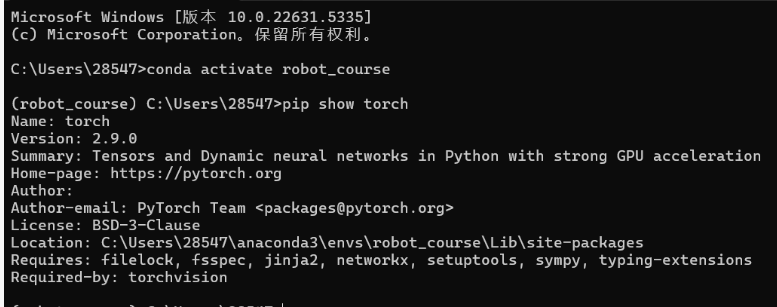 Microsoft Windows [版本 10.0.22631.5335]
(c) Microsoft Corporation。保留所有权利。
C:\Users\28547>conda activate robot_course
(robot_course) C:\Users\28547>pip show torch
Name: torch
Version: 2.9.0
Summary: Tensors and Dynamic neural networks in Python with strong GPU acceleration
Home-page: https://pytorch.org
Author:
Author-email: PyTorch Team <packages@pytorch.org>
License: BSD-3-Clause
Location: C:\Users\28547\anaconda3\envs\robot_course\Lib\site-packages
Requires: filelock, fsspec, jinja2, networkx, setuptools, sympy, typing-extensions
Required-by: torchvision